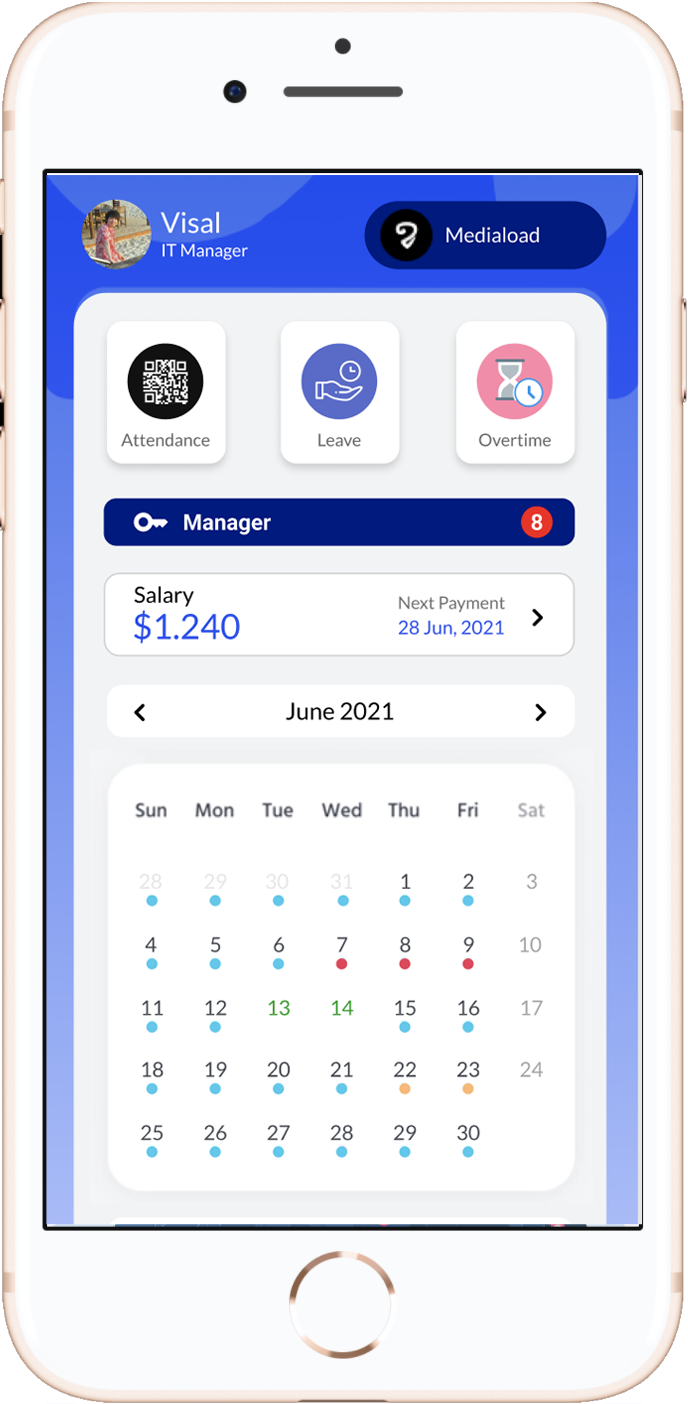 Visal
IT Manager
Mediaload
Attendance
Leave
Overtime
Manager
8
Salary
$1.240
Next Payment
28 Jun, 2021
June 2021
Sun Mon Tue Wed Thu Fri Sat
28 29 30 31 1 2 3
4 5 6 7 8 9 10
11 12 13 14 15 16 17
18 19 20 21 22 23 24
25 26 27 28 29 30